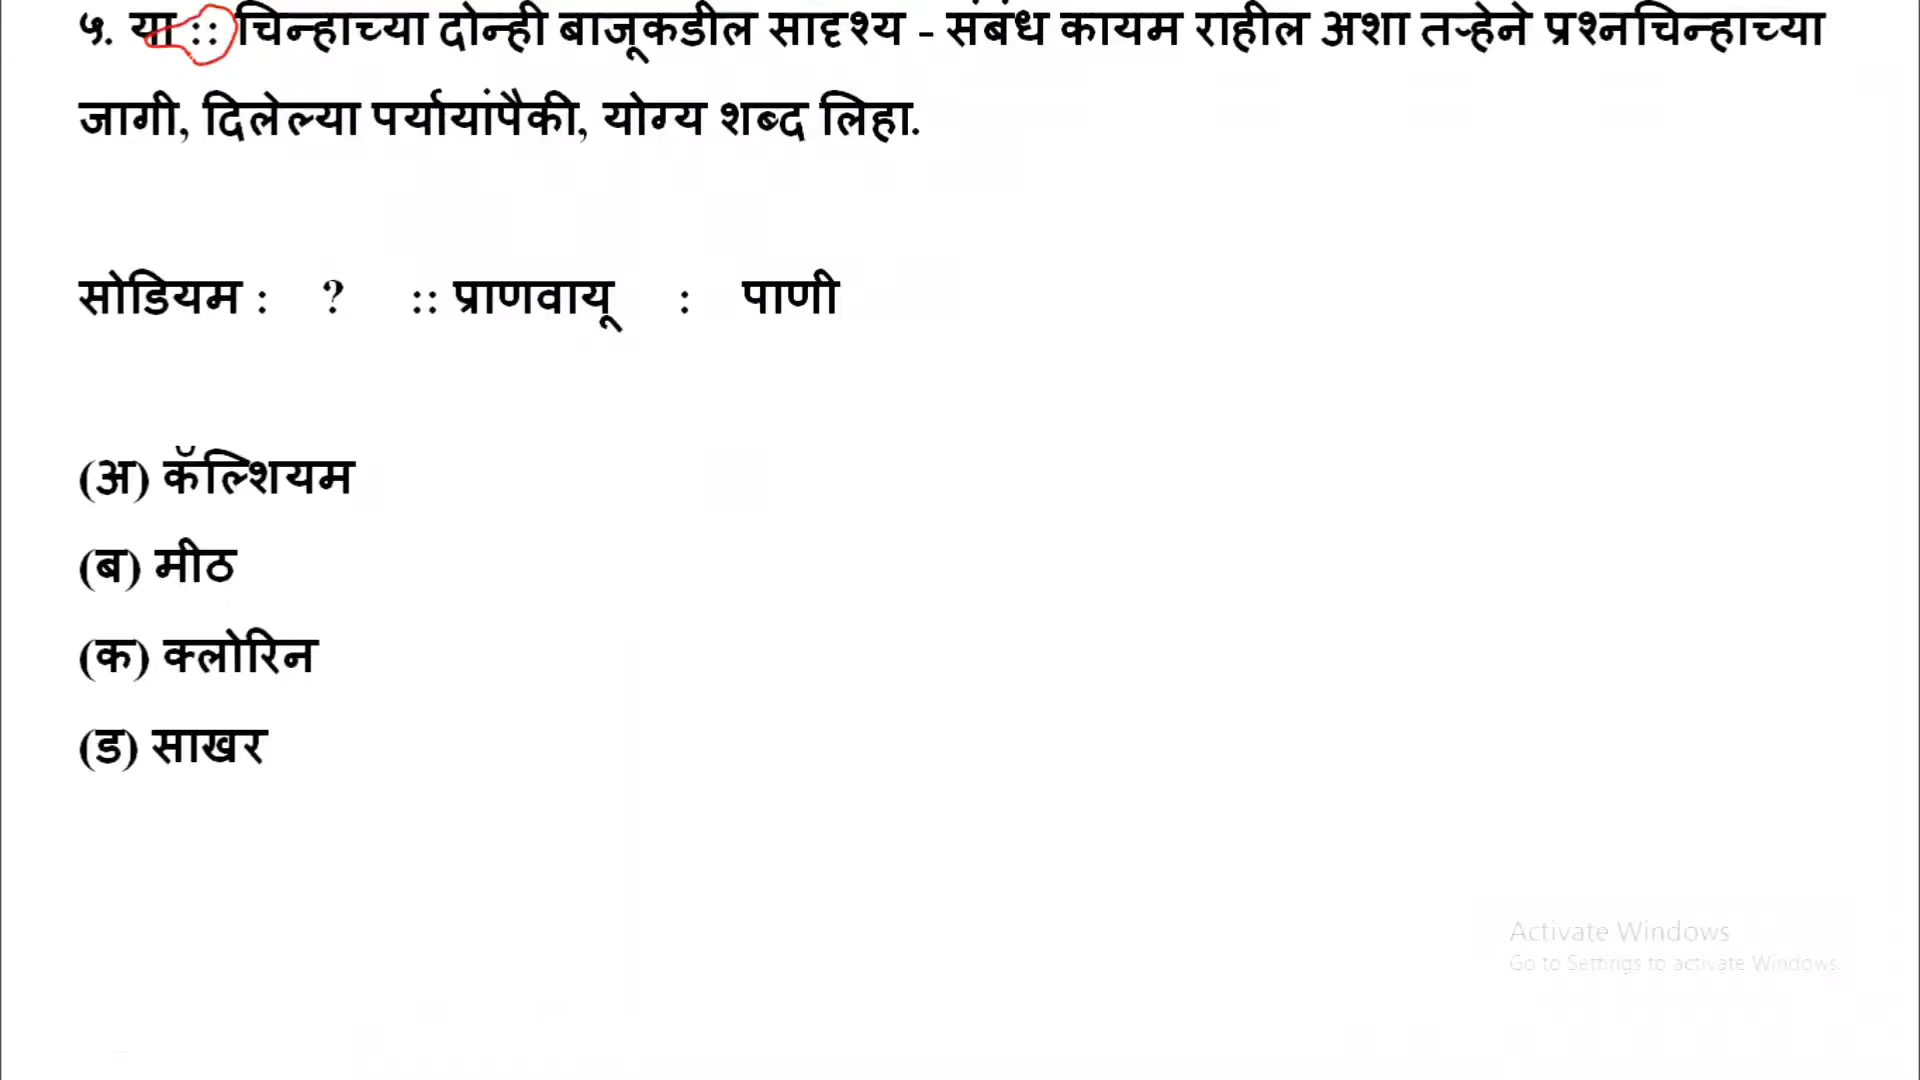 ५. या :: चिन्हाच्या दोन्ही बाजूकडील सादृश्य - संबंध कायम राहील अशा तऱ्हेने प्रश्नचिन्हाच्या
जागी, दिलेल्या पर्यायांपैकी, योग्य शब्द लिहा.
सोडियम : ? :: प्राणवायू : पाणी
(अ) कॅल्शियम
(ब) मीठ
(क) क्लोरिन
(ड) साखर
Activate Windows
Go to Settings to activate Windows.